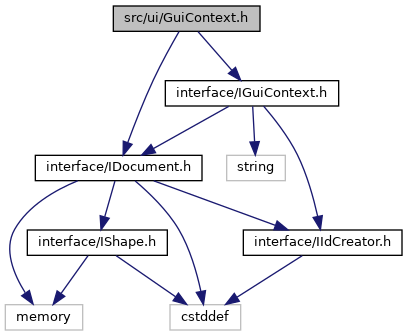 src/ui/GuiContext.h
interface/IGuiContext.h
interface/IDocument.h
string
interface/IShape.h
interface/IIdCreator.h
memory
cstddef